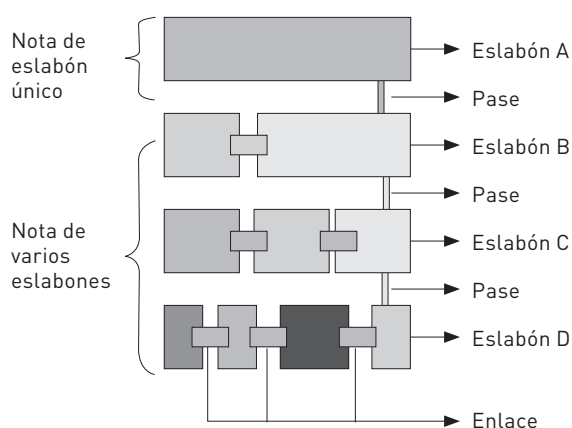 Nota de
eslabón
único
Eslabón A
Pase
Eslabón B
Pase
Nota de
varios
eslabones
Eslabón C
Pase
Eslabón D
Enlace